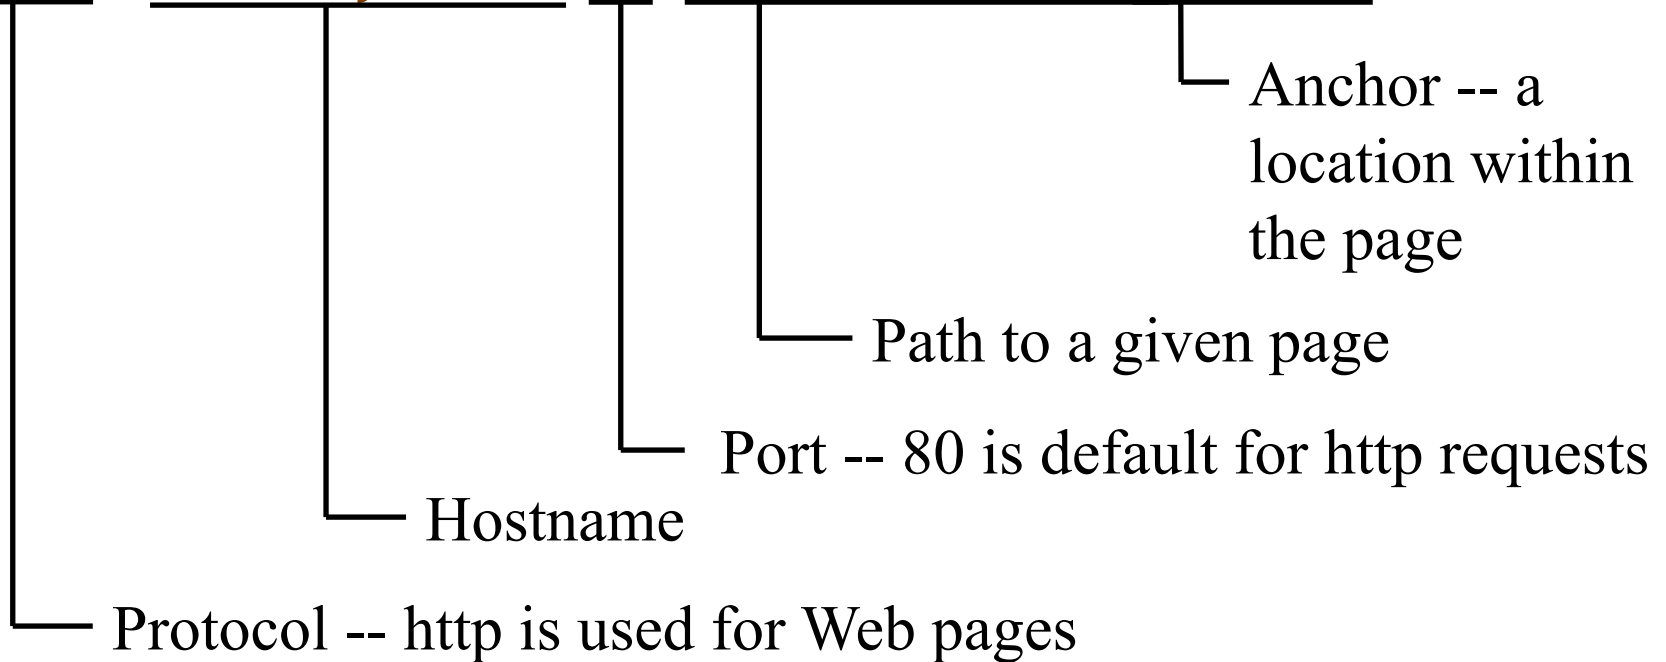 Anchor -- a
location within
the page
Path to a given page
Port -- 80 is default for http requests
Hostname
Protocol -- http is used for Web pages